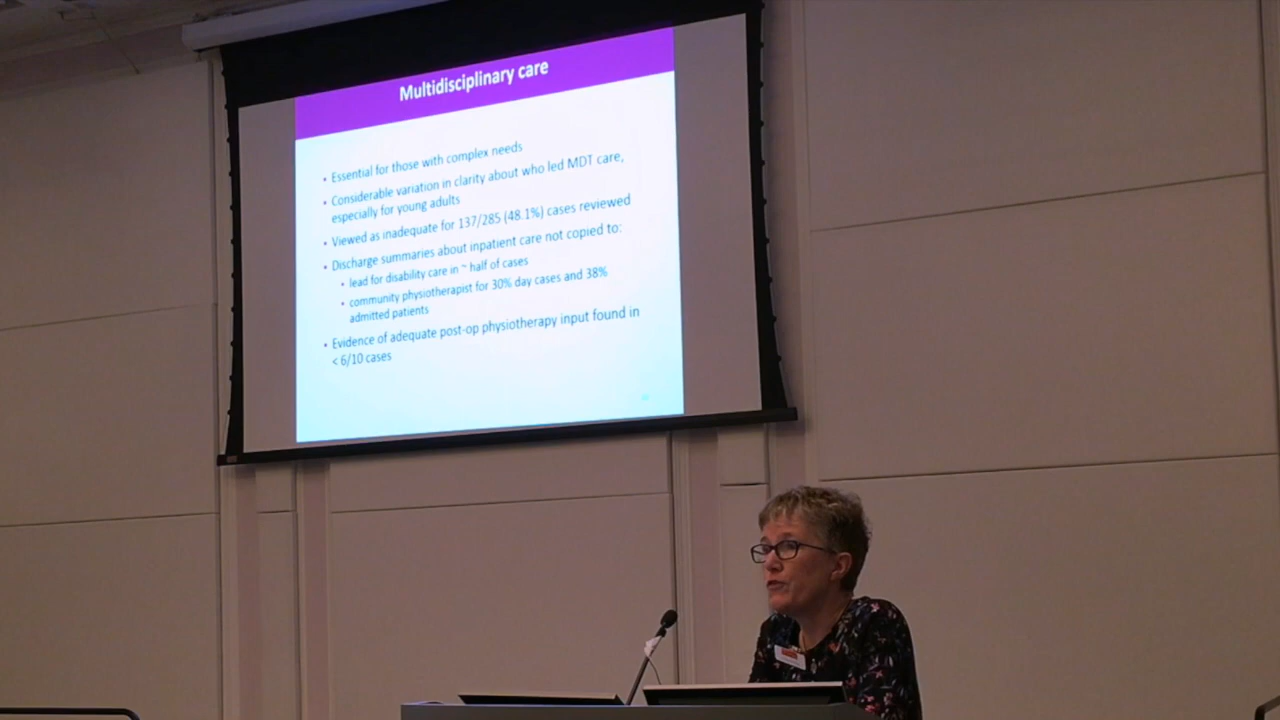 Multidisciplinary care
• Essential for those with complex needs
• Considerable variation in clarity about who led MDT care,
especially for young adults
• Viewed as inadequate for 137/285 (48.1%) cases reviewed
• Discharge summaries about inpatient care not copied to:
• lead for disability care in ~ half of cases
• community physiotherapist for 30% day cases and 38%
admitted patients
• Evidence of adequate post-op physiotherapy input found in
< 6/10 cases